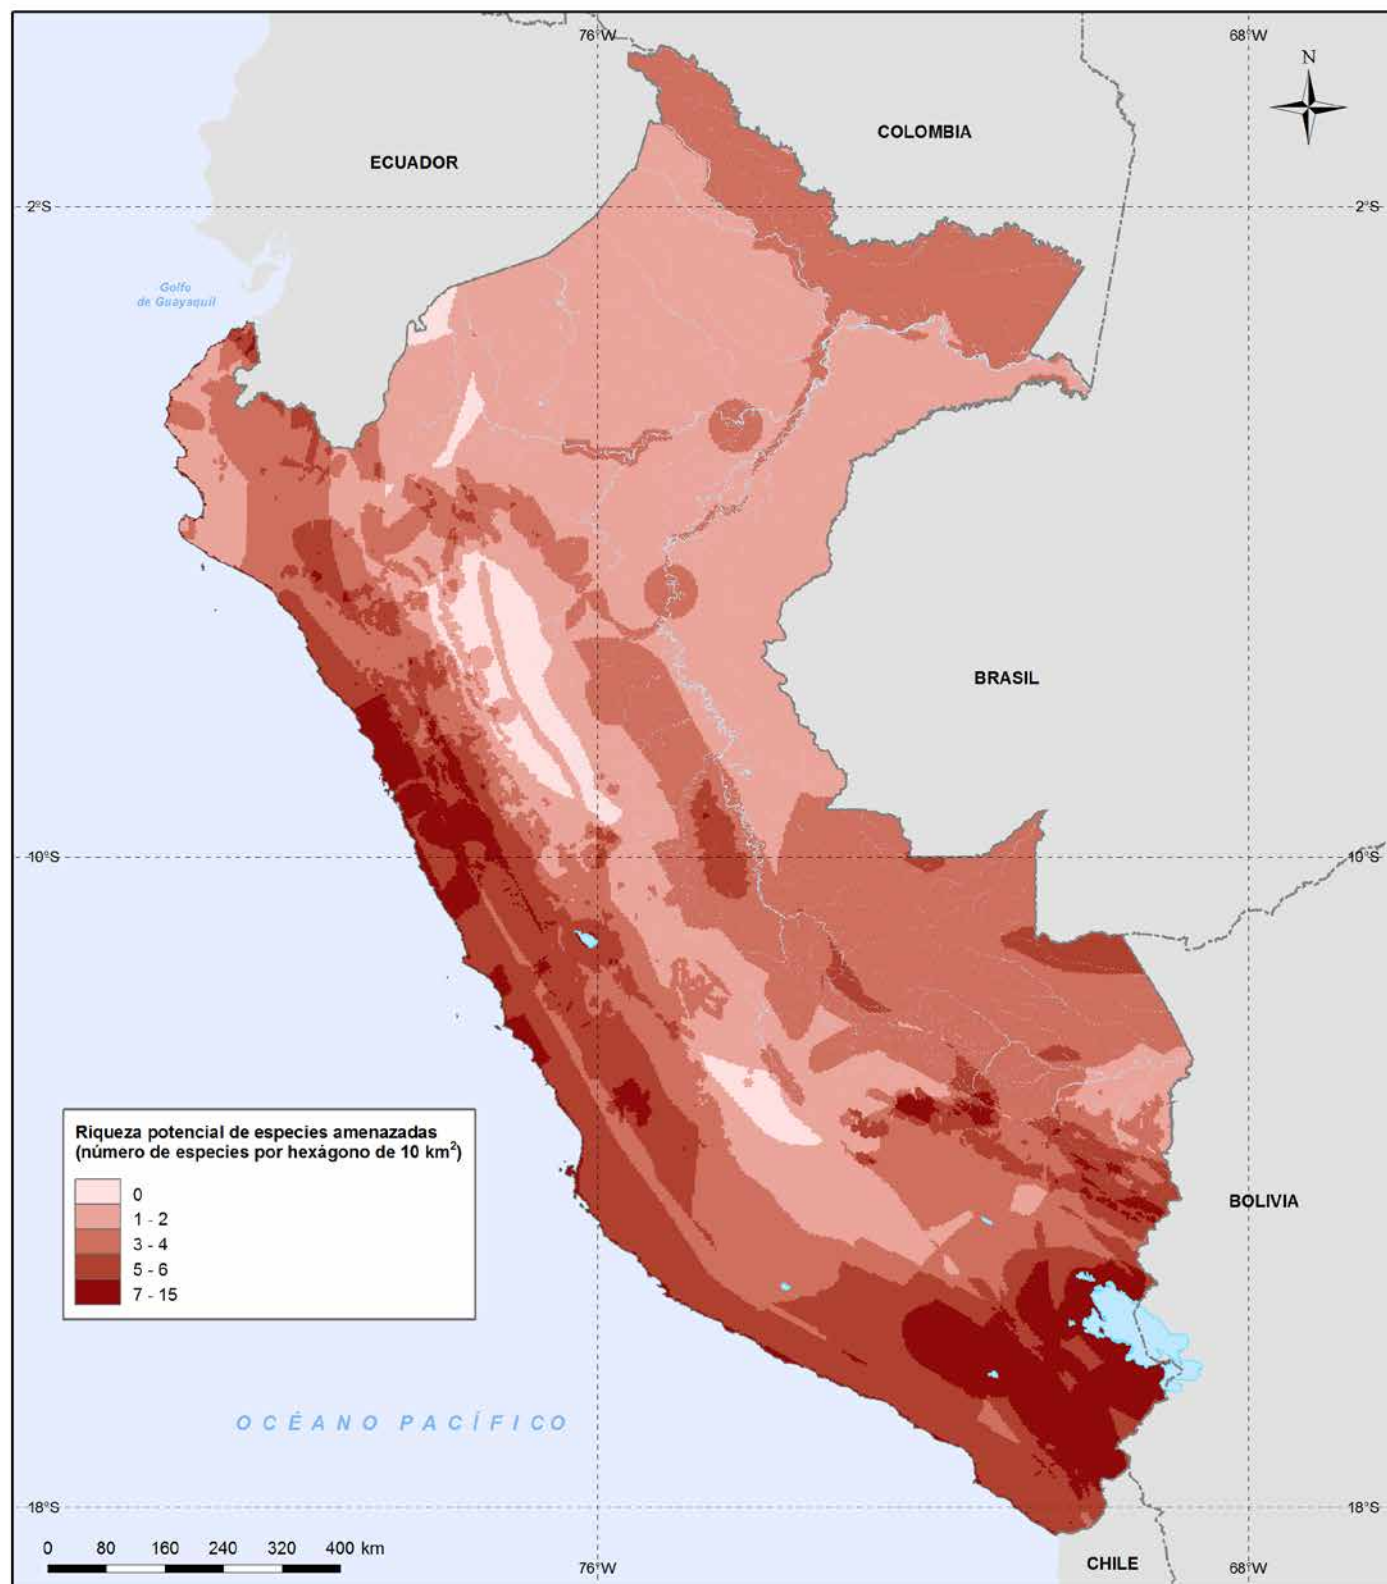 76°W
68°W
N
COLOMBIA
ECUADOR
2°S
2°S
Golfo
de Guayaquil
BRASIL
10°S
10°S
Riqueza potencial de especies amenazadas
(número de especies por hexágono de 10 km²)
0
1 - 2
3 - 4
5 - 6
7 - 15
BOLIVIA
OCÉANO PACÍFICO
18°S
18°S
0 80 160 240 320 400 km
76°W
68°W
CHILE